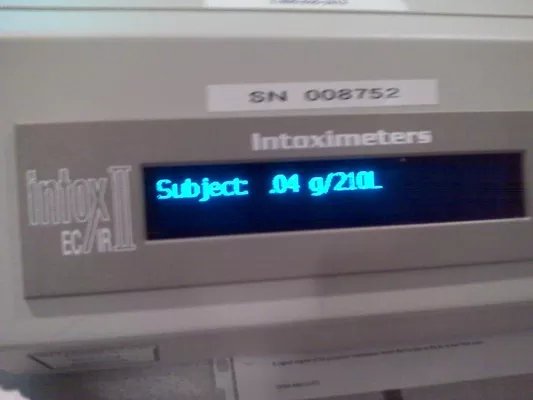 SN 008752
Intoximeters
intox II
EC/IR
Subject: .04 g/210L